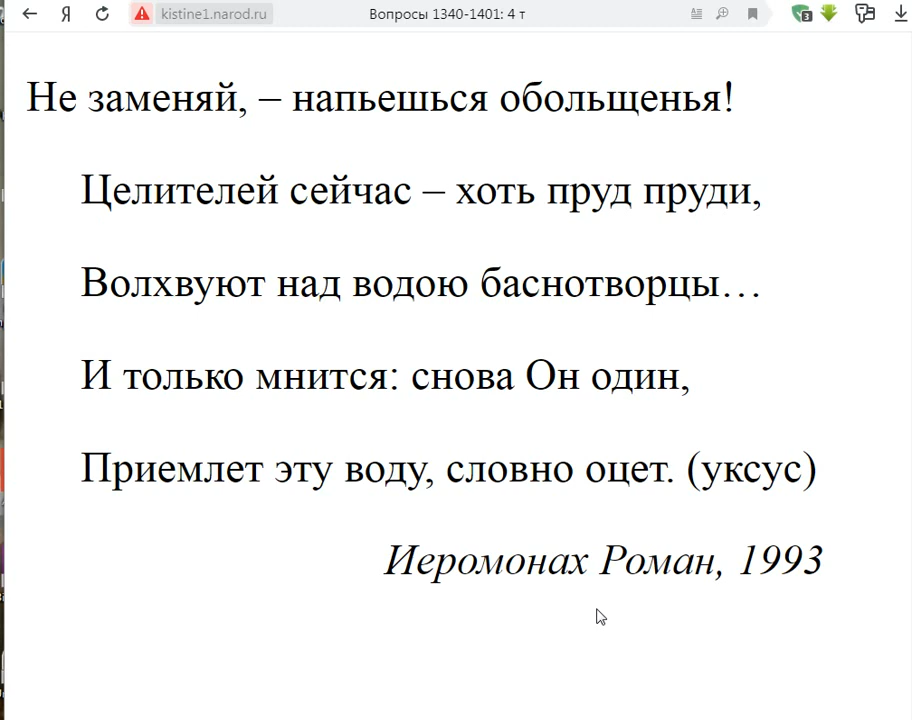 Я kistine1.narod.ru Вопросы 1340-1401: 4 т 3
Не заменяй, – напьешься обольщенья!
Целителей сейчас – хоть пруд пруди,
Волхвуют над водою баснотворцы…
И только мнится: снова Он один,
Приемлет эту воду, словно оцет. (уксус)
Иеромонах Роман, 1993